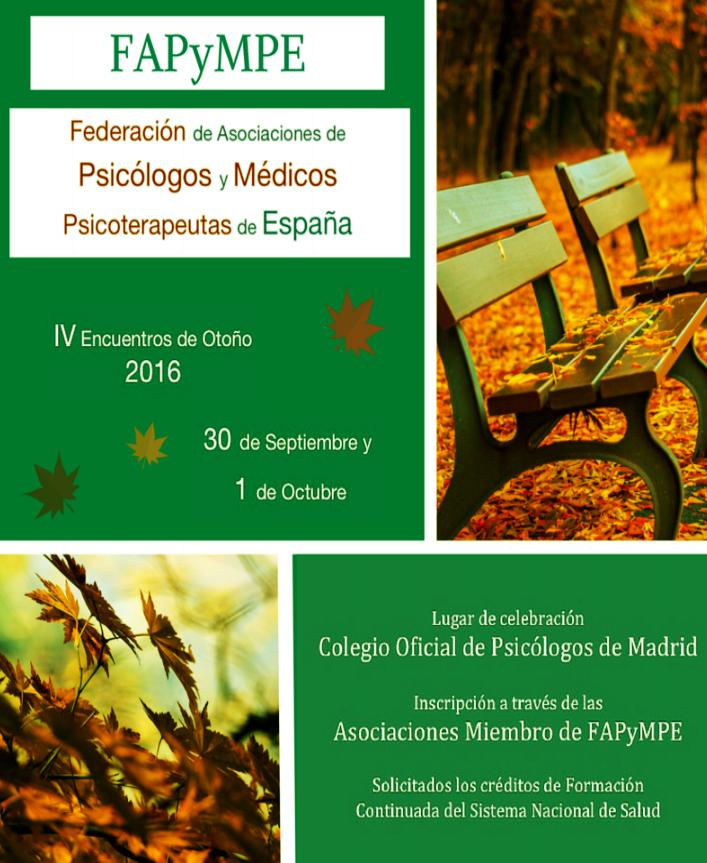 FAPyMPE
Federación de Asociaciones de
Psicólogos y Médicos
Psicoterapeutas de España
IV Encuentros de Otoño
2016
30 de Septiembre y
1 de Octubre
Lugar de celebración
Colegio Oficial de Psicólogos de Madrid
Inscripción a través de las
Asociaciones Miembro de FAPyMPE
Solicitados los créditos de Formación
Continuada del Sistema Nacional de Salud